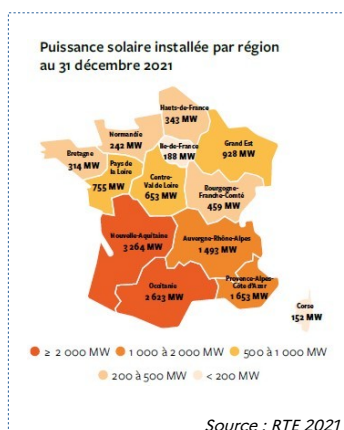 Puissance solaire installée par région
au 31 décembre 2021
Hauts-de-France
343 MW
Normandie
242 MW
Ile-de-France
188 MW
Grand Est
928 MW
Bretagne
314 MW
Pays de
la Loire
755 MW
Centre-
Val de Loire
653 MW
Bourgogne-
Franche-Comté
459 MW
Nouvelle-Aquitaine
3 264 MW
Auvergne-Rhône-Alpes
1 493 MW
Occitanie
2 623 MW
Provence-Alpes-
Côte d'Azur
1 653 MW
Corse
152 MW
≥ 2 000 MW 1 000 à 2 000 MW 500 à 1 000 MW
200 à 500 MW < 200 MW
Source : RTE 2021